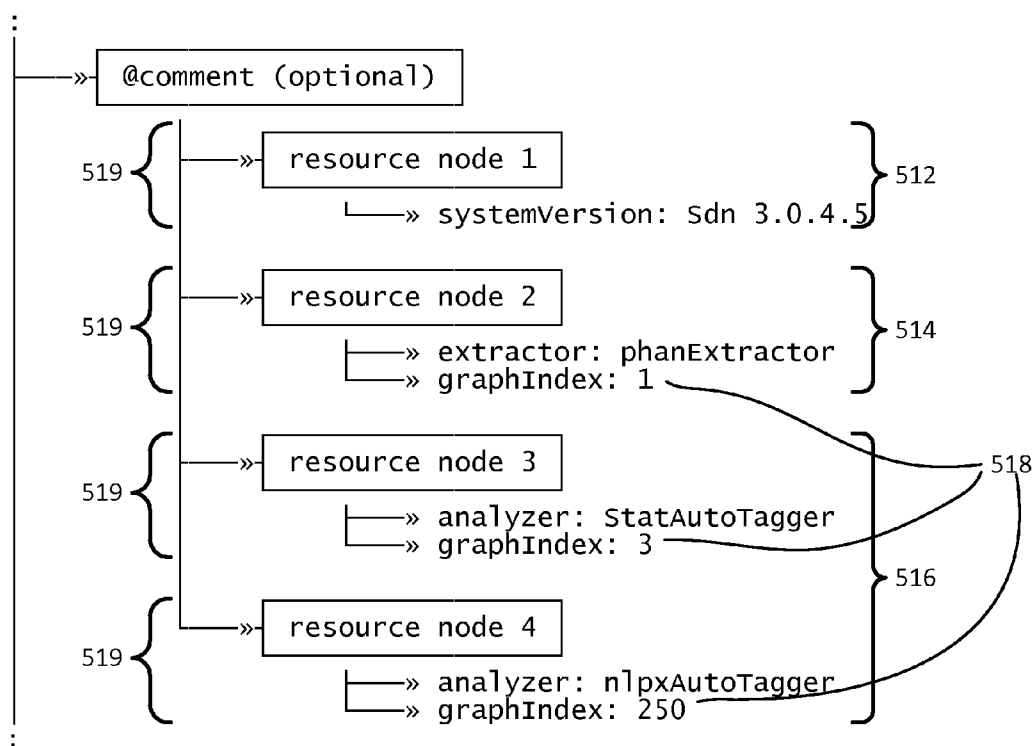 :
@comment (optional)
519 resource node 1 512
» systemVersion: Sdn 3.0.4.5
519 resource node 2 514
» extractor: phanExtractor
» graphIndex: 1
519 resource node 3 518
» analyzer: StatAutoTagger
» graphIndex: 3
516
519 resource node 4
» analyzer: nlpxAutoTagger
» graphIndex: 250
: